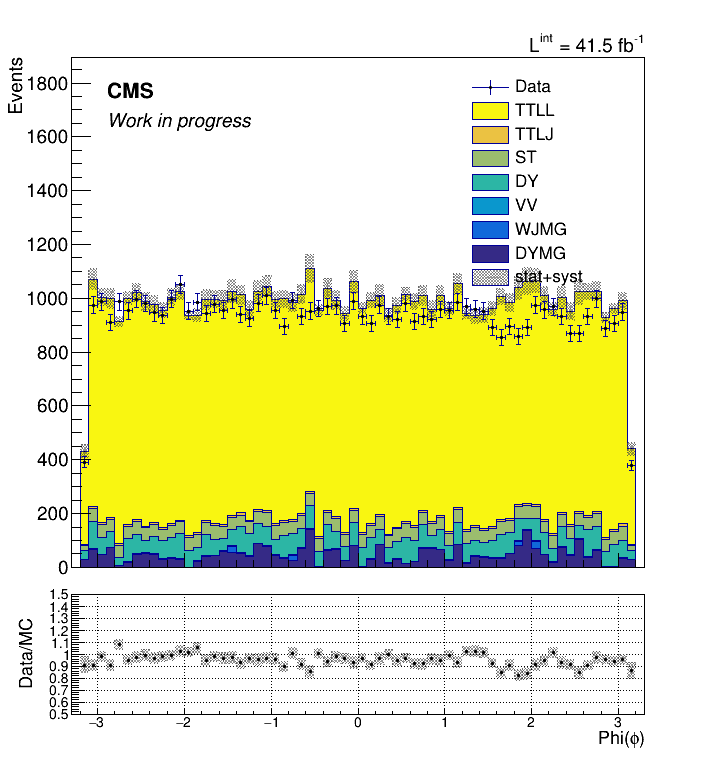 L^int = 41.5 fb^-1
Events
CMS
Work in progress
1800
1600
1400
1200
1000
800
600
400
200
0
Data
TTLL
TTLJ
ST
DY
VV
WJMG
DYMG
stat+syst
Data/MC
1.5
1.4
1.3
1.2
1.1
1
0.9
0.8
0.7
0.6
0.5
−3 −2 −1 0 1 2 3
Phi(ϕ)